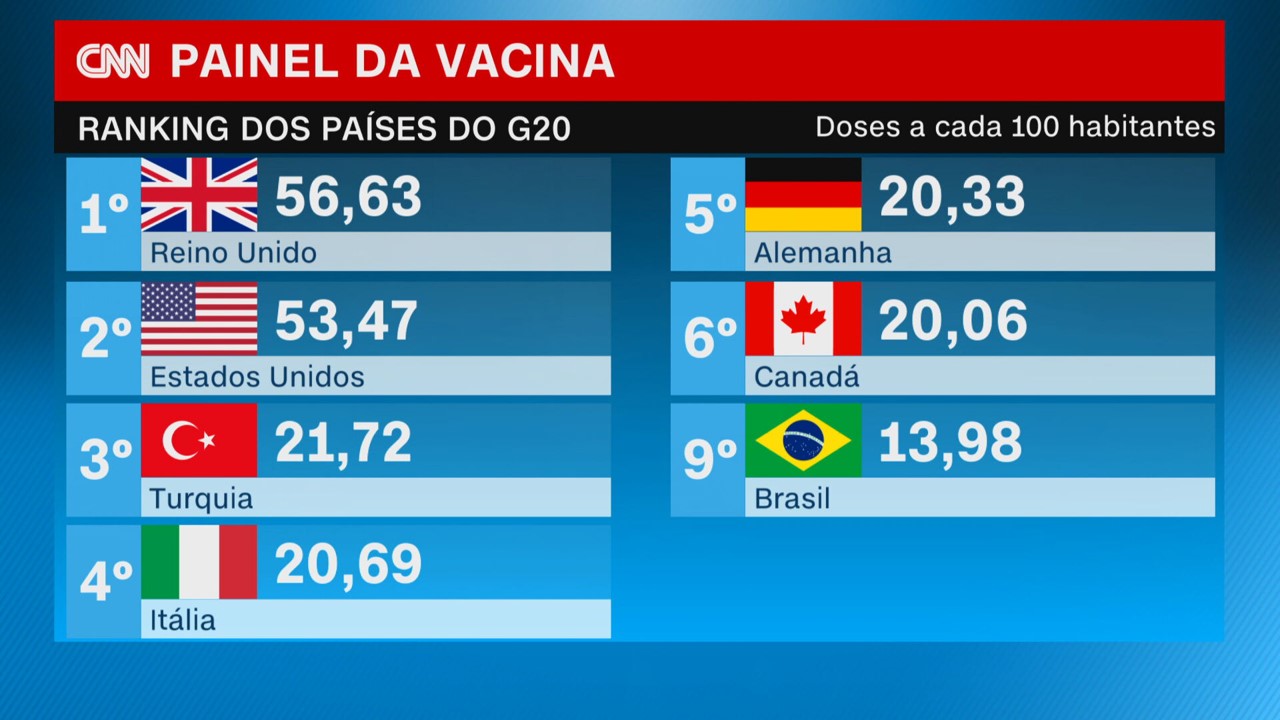 CNN PAINEL DA VACINA
RANKING DOS PAÍSES DO G20
Doses a cada 100 habitantes
1º 56,63
Reino Unido
2º 53,47
Estados Unidos
3º 21,72
Turquia
4º 20,69
Itália
5º 20,33
Alemanha
6º 20,06
Canadá
9º 13,98
Brasil